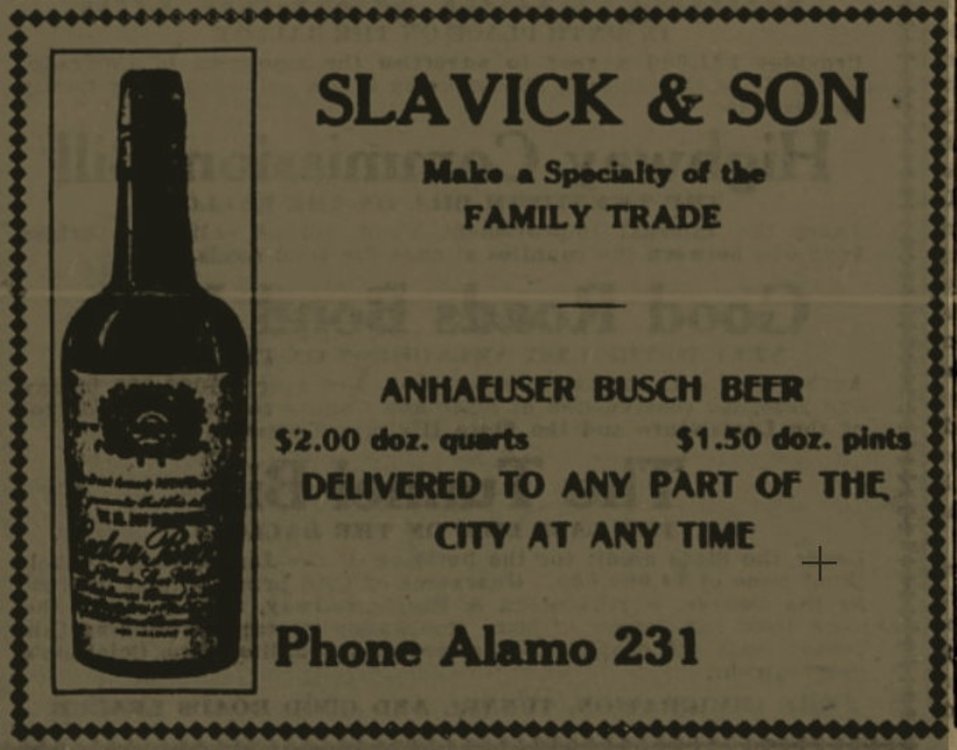 SLAVICK & SON
Make a Specialty of the
FAMILY TRADE
ANHAEUSER BUSCH BEER
$2.00 doz. quarts $1.50 doz. pints
DELIVERED TO ANY PART OF THE
CITY AT ANY TIME
Phone Alamo 231